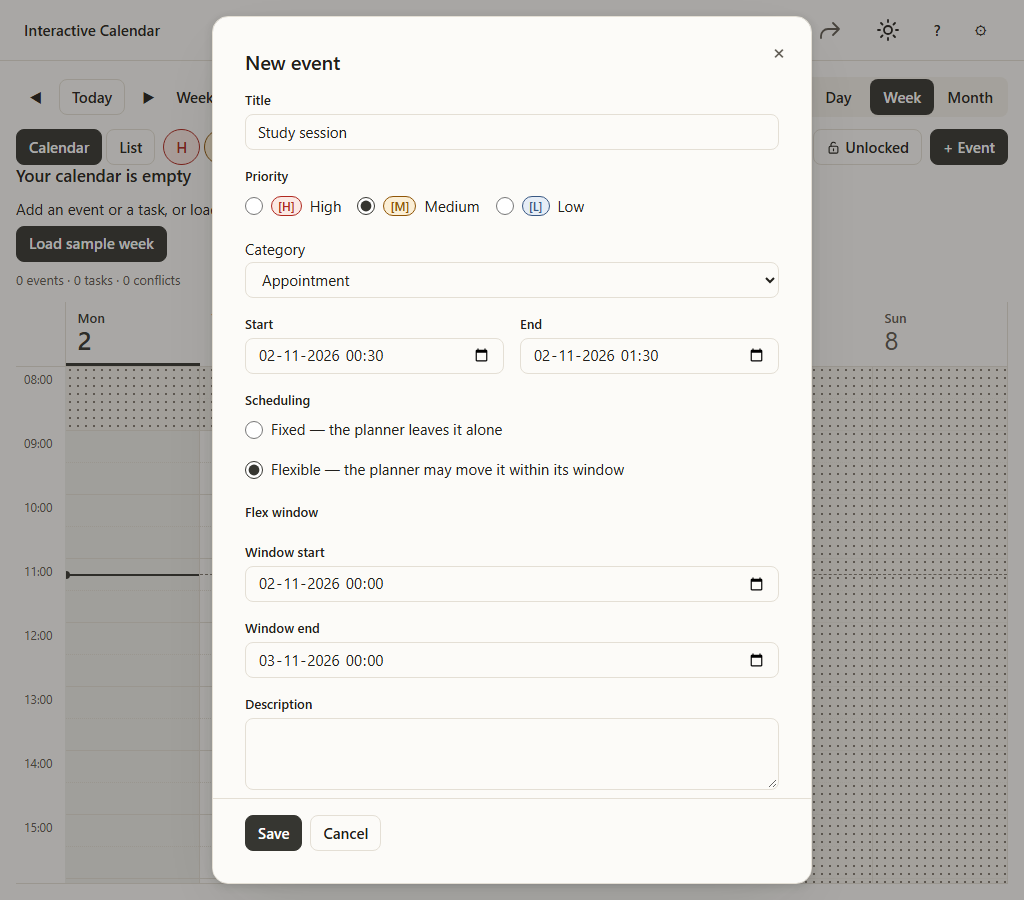 Interactive Calendar
?
Today
Week
Day
Week
Month
Calendar
List
H
Unlocked
+ Event
Your calendar is empty
Add an event or a task, or loa
Load sample week
0 events · 0 tasks · 0 conflicts
Mon
2
Sun
8
08:00
09:00
10:00
11:00
12:00
13:00
14:00
15:00
New event
Title
Study session
Priority
[H] High
[M] Medium
[L] Low
Category
Appointment
Start
End
02-11-2026 00:30
02-11-2026 01:30
Scheduling
Fixed — the planner leaves it alone
Flexible — the planner may move it within its window
Flex window
Window start
02-11-2026 00:00
Window end
03-11-2026 00:00
Description
Save
Cancel